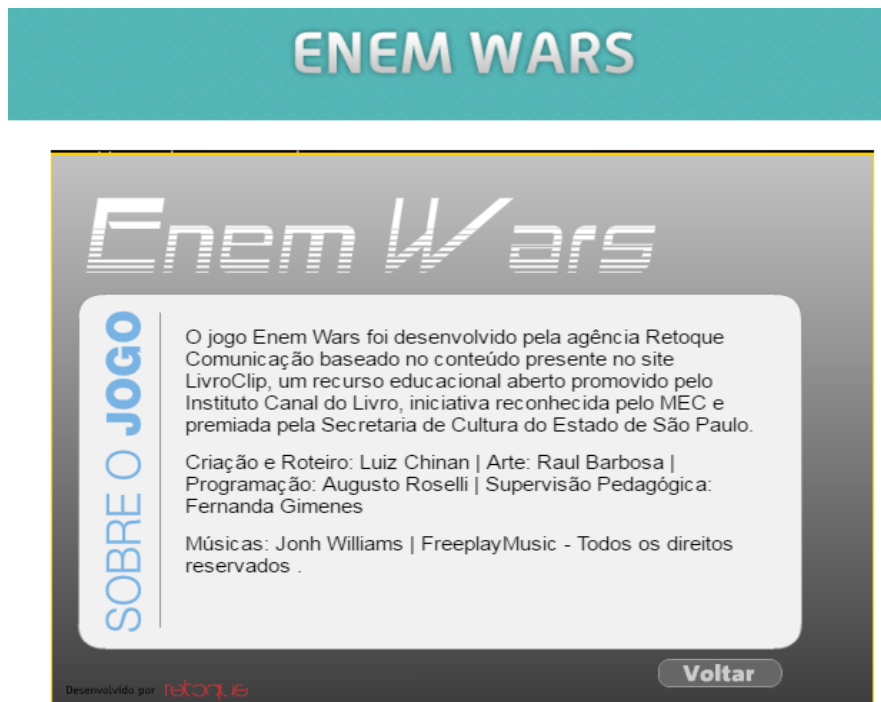 ENEM WARS
Enem Wars
SOBRE O JOGO
O jogo Enem Wars foi desenvolvido pela agência Retoque
Comunicação baseado no conteúdo presente no site
LivroClip, um recurso educacional aberto promovido pelo
Instituto Canal do Livro, iniciativa reconhecida pelo MEC e
premiada pela Secretaria de Cultura do Estado de São Paulo.
Criação e Roteiro: Luiz Chinan | Arte: Raul Barbosa |
Programação: Augusto Roselli | Supervisão Pedagógica:
Fernanda Gimenes
Músicas: Jonh Williams | FreeplayMusic - Todos os direitos
reservados .
Voltar
Desenvolvido por retoque